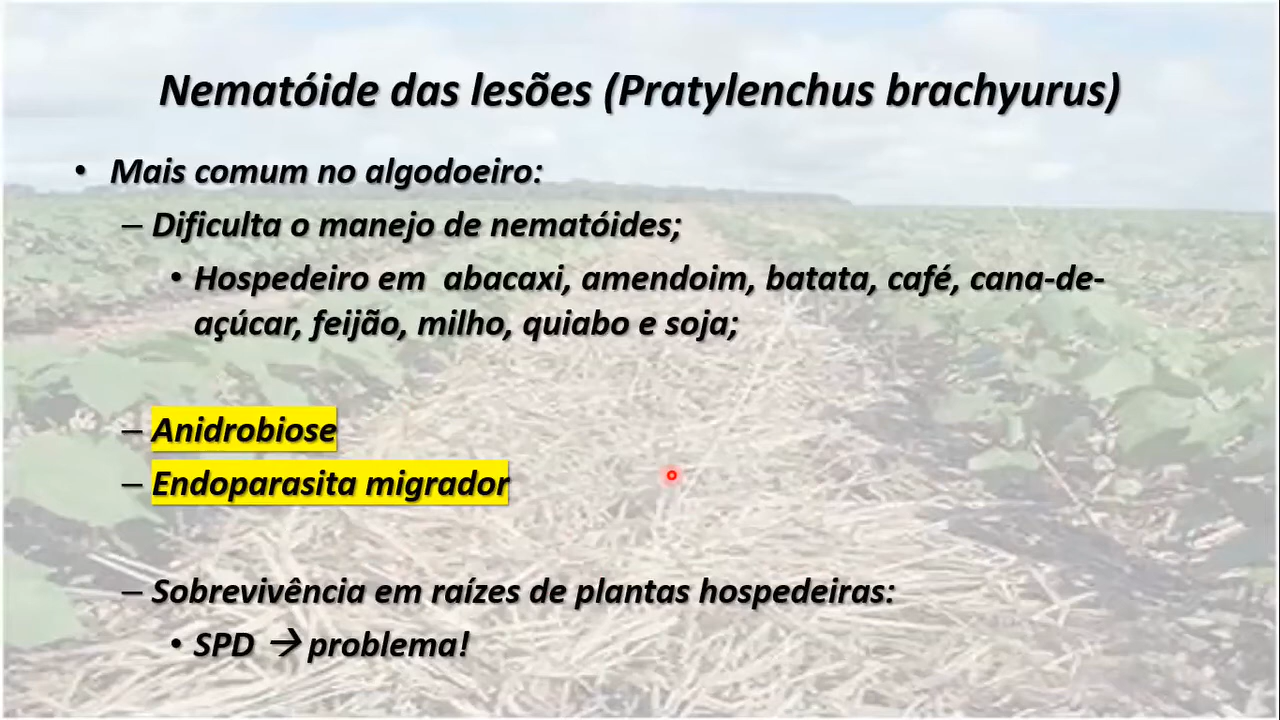 Nematóide das lesões (Pratylenchus brachyurus)
• Mais comum no algodoeiro:
– Dificulta o manejo de nematóides;
• Hospedeiro em abacaxi, amendoim, batata, café, cana-de-
açúcar, feijão, milho, quiabo e soja;
– Anidrobiose
– Endoparasita migrador
– Sobrevivência em raízes de plantas hospedeiras:
• SPD → problema!